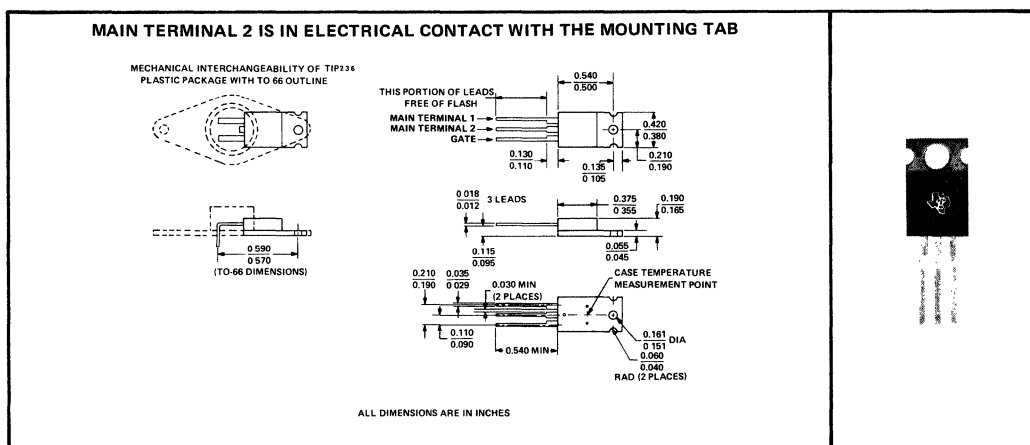 MAIN TERMINAL 2 IS IN ELECTRICAL CONTACT WITH THE MOUNTING TAB
MECHANICAL INTERCHANGEABILITY OF TIP236
PLASTIC PACKAGE WITH TO 66 OUTLINE
0.590
0 570
(TO-66 DIMENSIONS)
THIS PORTION OF LEADS
FREE OF FLASH
MAIN TERMINAL 1
MAIN TERMINAL 2
GATE
0.540
0.500
0.420
0.380
0.210
0.190
0.130
0.110
0.135
0 105
0 018
0.012
3 LEADS
0.375
0 355
0.190
0.165
0.115
0.095
0.055
0.045
0.210
0.190
0.035
0 029
0.030 MIN
(2 PLACES)
CASE TEMPERATURE
MEASUREMENT POINT
0.110
0.090
0.540 MIN
0.161
0 151
DIA
0.060
0.040
RAD (2 PLACES)
ALL DIMENSIONS ARE IN INCHES